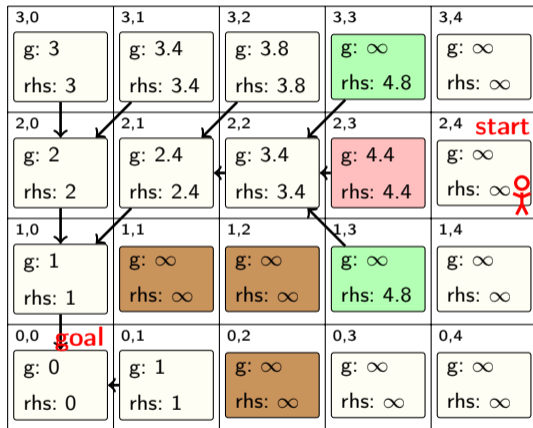 3,0 3,1 3,2 3,3 3,4
g: 3 g: 3.4 g: 3.8 g: ∞ g: ∞
rhs: 3 rhs: 3.4 rhs: 3.8 rhs: 4.8 rhs: ∞
2,0 2,1 2,2 2,3 2,4 start
g: 2 g: 2.4 g: 3.4 g: 4.4 g: ∞
rhs: 2 rhs: 2.4 rhs: 3.4 rhs: 4.4 rhs: ∞
1,0 1,1 1,2 1,3 1,4
g: 1 g: ∞ g: ∞ g: ∞ g: ∞
rhs: 1 rhs: ∞ rhs: ∞ rhs: 4.8 rhs: ∞
0,0 goal 0,1 0,2 0,3 0,4
g: 0 g: 1 g: ∞ g: ∞ g: ∞
rhs: 0 rhs: 1 rhs: ∞ rhs: ∞ rhs: ∞